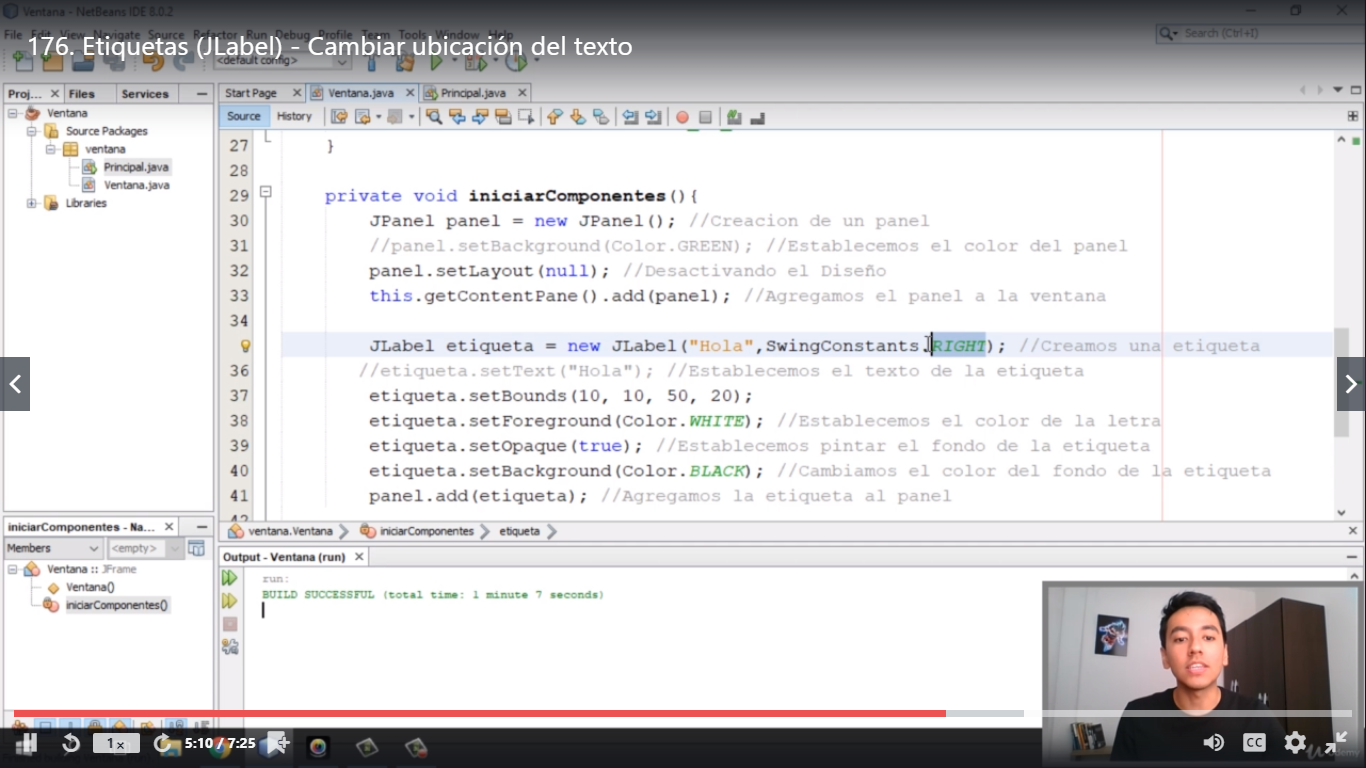 Ventana - NetBeans IDE 8.0.2
File Edit View Navigate Source Refactor Run Debug Profile Team Tools Window Help
Search (Ctrl+I)
176. Etiquetas (JLabel) - Cambiar ubicación del texto
<default config>
Proj... Files Services
Start Page Ventana.java Principal.java
Source History
Ventana
Source Packages
ventana
Principal.java
Ventana.java
Libraries
27 }
28
29 private void iniciarComponentes(){
30 JPanel panel = new JPanel(); //Creacion de un panel
31 //panel.setBackground(Color.GREEN); //Establecemos el color del panel
32 panel.setLayout(null); //Desactivando el Diseño
33 this.getContentPane().add(panel); //Agregamos el panel a la ventana
34
JLabel etiqueta = new JLabel("Hola",SwingConstants.RIGHT); //Creamos una etiqueta
36 //etiqueta.setText("Hola"); //Establecemos el texto de la etiqueta
37 etiqueta.setBounds(10, 10, 50, 20);
38 etiqueta.setForeground(Color.WHITE); //Establecemos el color de la letra
39 etiqueta.setOpaque(true); //Establecemos pintar el fondo de la etiqueta
40 etiqueta.setBackground(Color.BLACK); //Cambiamos el color del fondo de la etiqueta
41 panel.add(etiqueta); //Agregamos la etiqueta al panel
42
ventana.Ventana iniciarComponentes etiqueta
iniciarComponentes - Na...
Members <empty>
Ventana :: JFrame
Ventana()
iniciarComponentes()
Output - Ventana (run)
run:
BUILD SUCCESSFUL (total time: 1 minute 7 seconds)
1x 5:10 / 7:25
CC